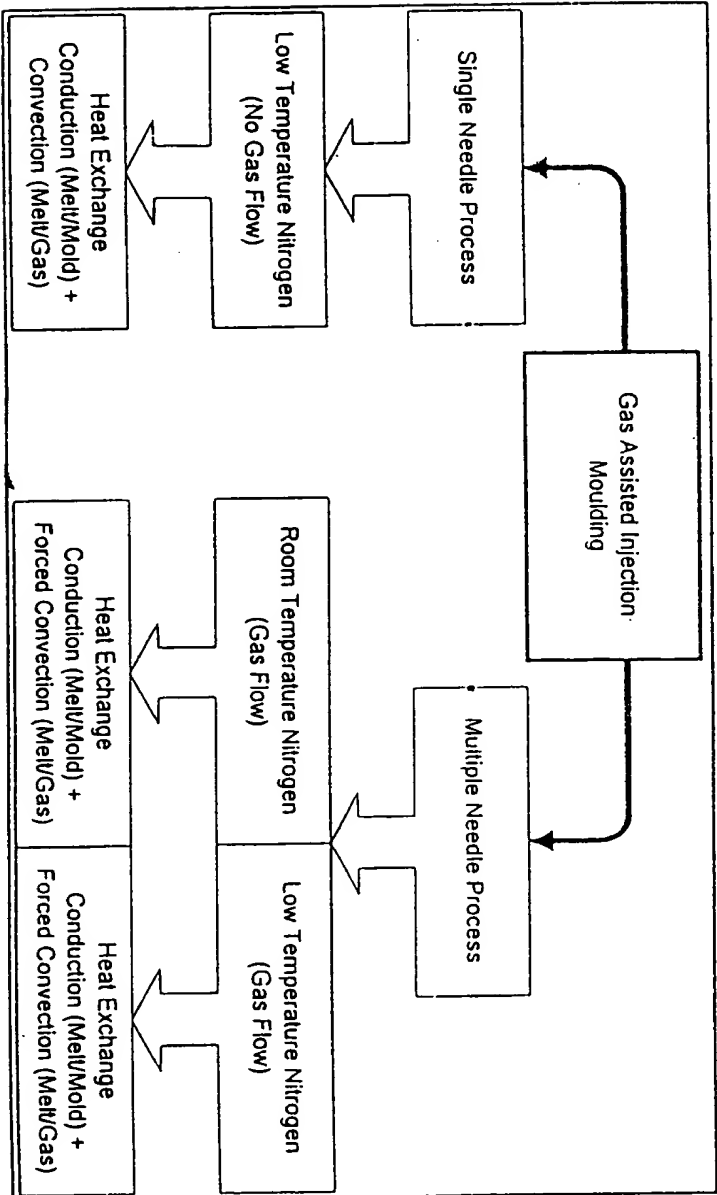 Gas Assisted Injection
Moulding
Single Needle Process
Multiple Needle Process
Low Temperature Nitrogen
(No Gas Flow)
Room Temperature Nitrogen
(Gas Flow)
Low Temperature Nitrogen
(Gas Flow)
Heat Exchange
Conduction (Melt/Mold) +
Convection (Melt/Gas)
Heat Exchange
Conduction (Melt/Mold) +
Forced Convection (Melt/Gas)
Heat Exchange
Conduction (Melt/Mold) +
Forced Convection (Melt/Gas)